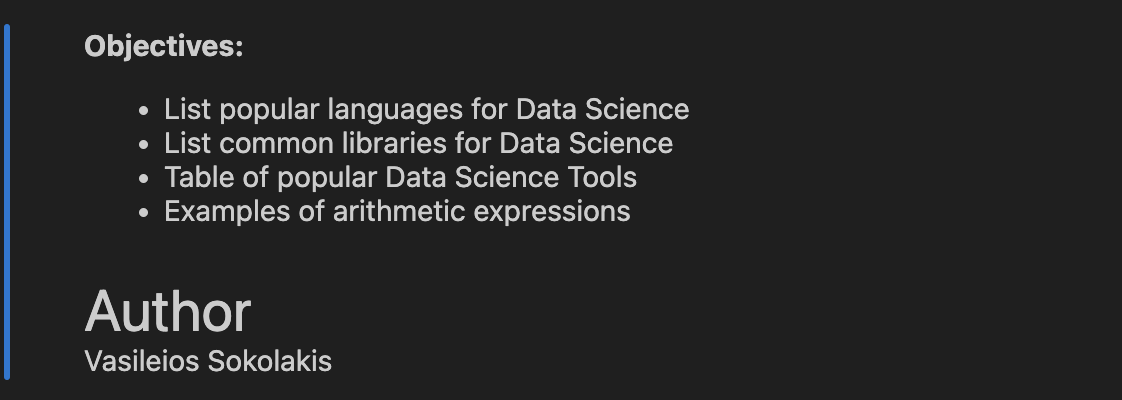 Objectives:
• List popular languages for Data Science
• List common libraries for Data Science
• Table of popular Data Science Tools
• Examples of arithmetic expressions
Author
Vasileios Sokolakis